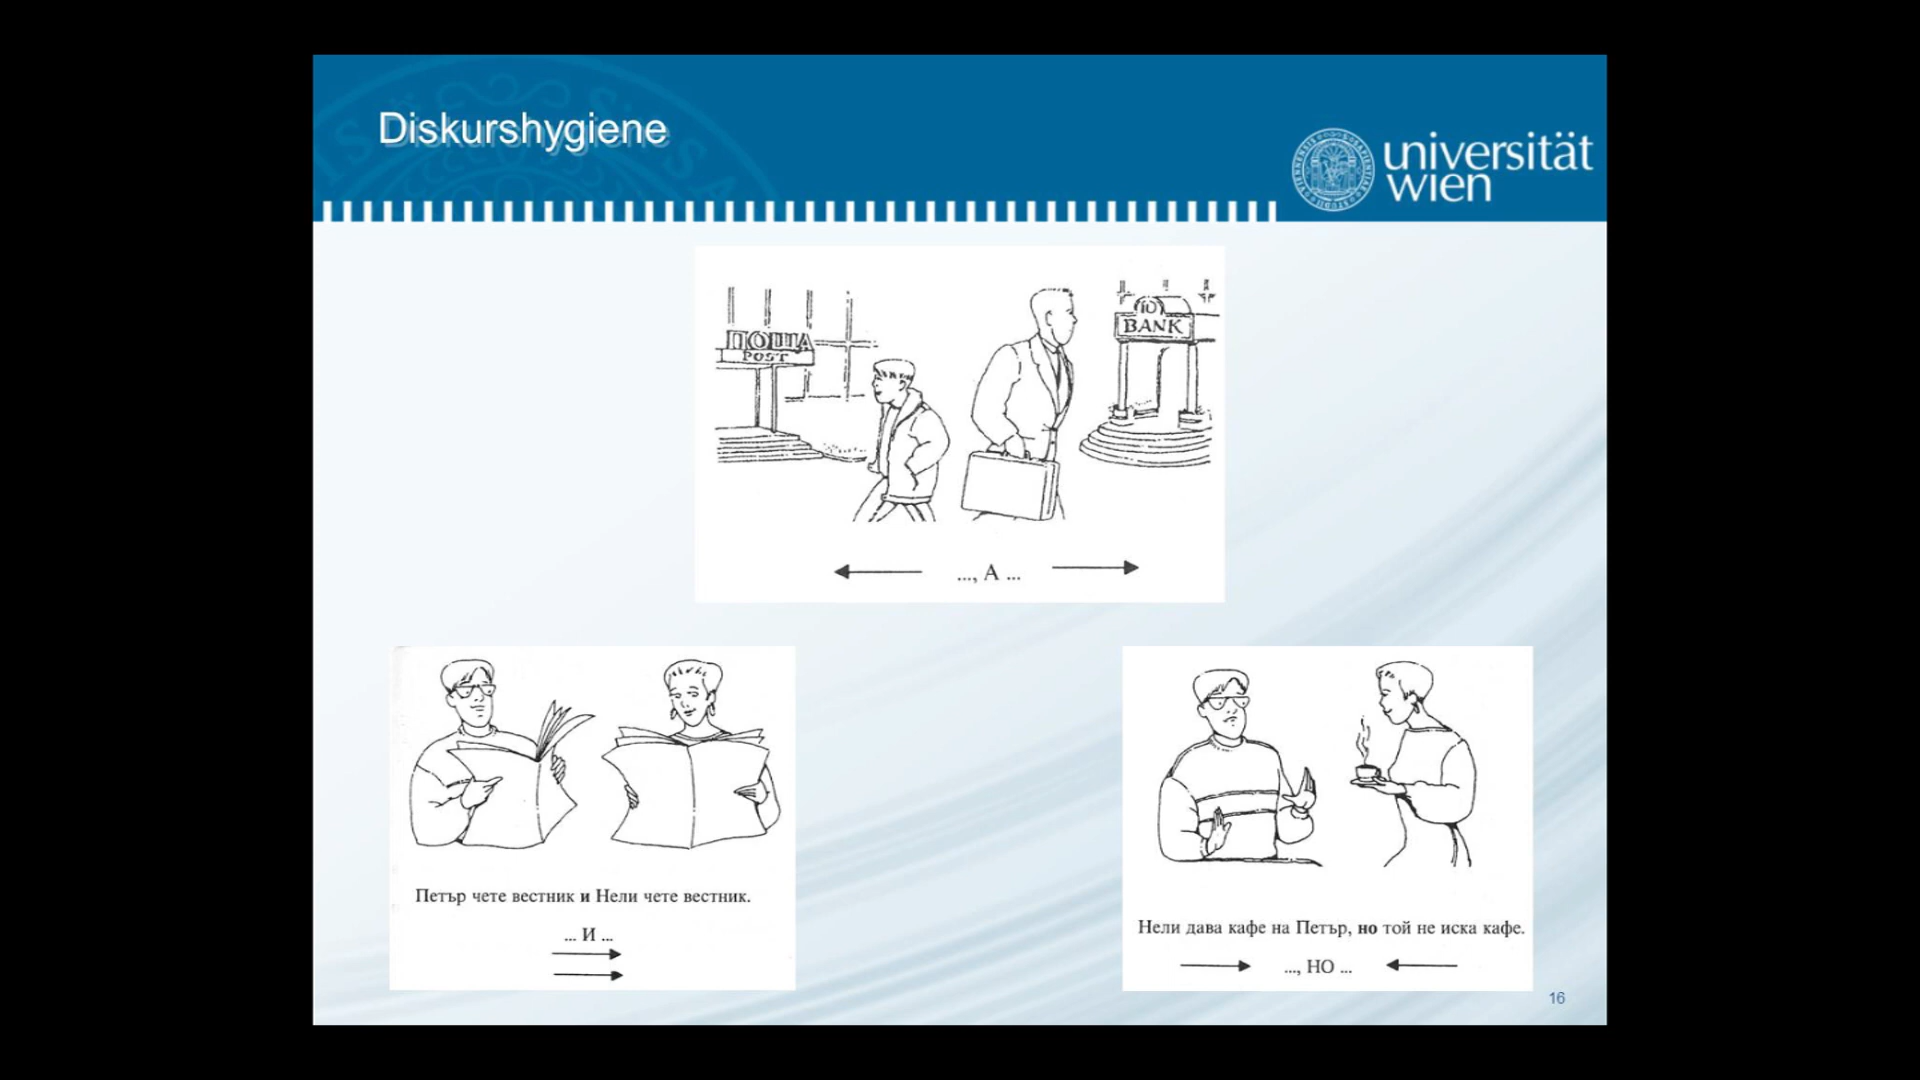 Diskurshygiene
universität
wien
ПОЩА
POST
BANK
..., А ...
Петър чете вестник и Нели чете вестник.
... И ...
Нели дава кафе на Петър, но той не иска кафе.
..., НО ...
16